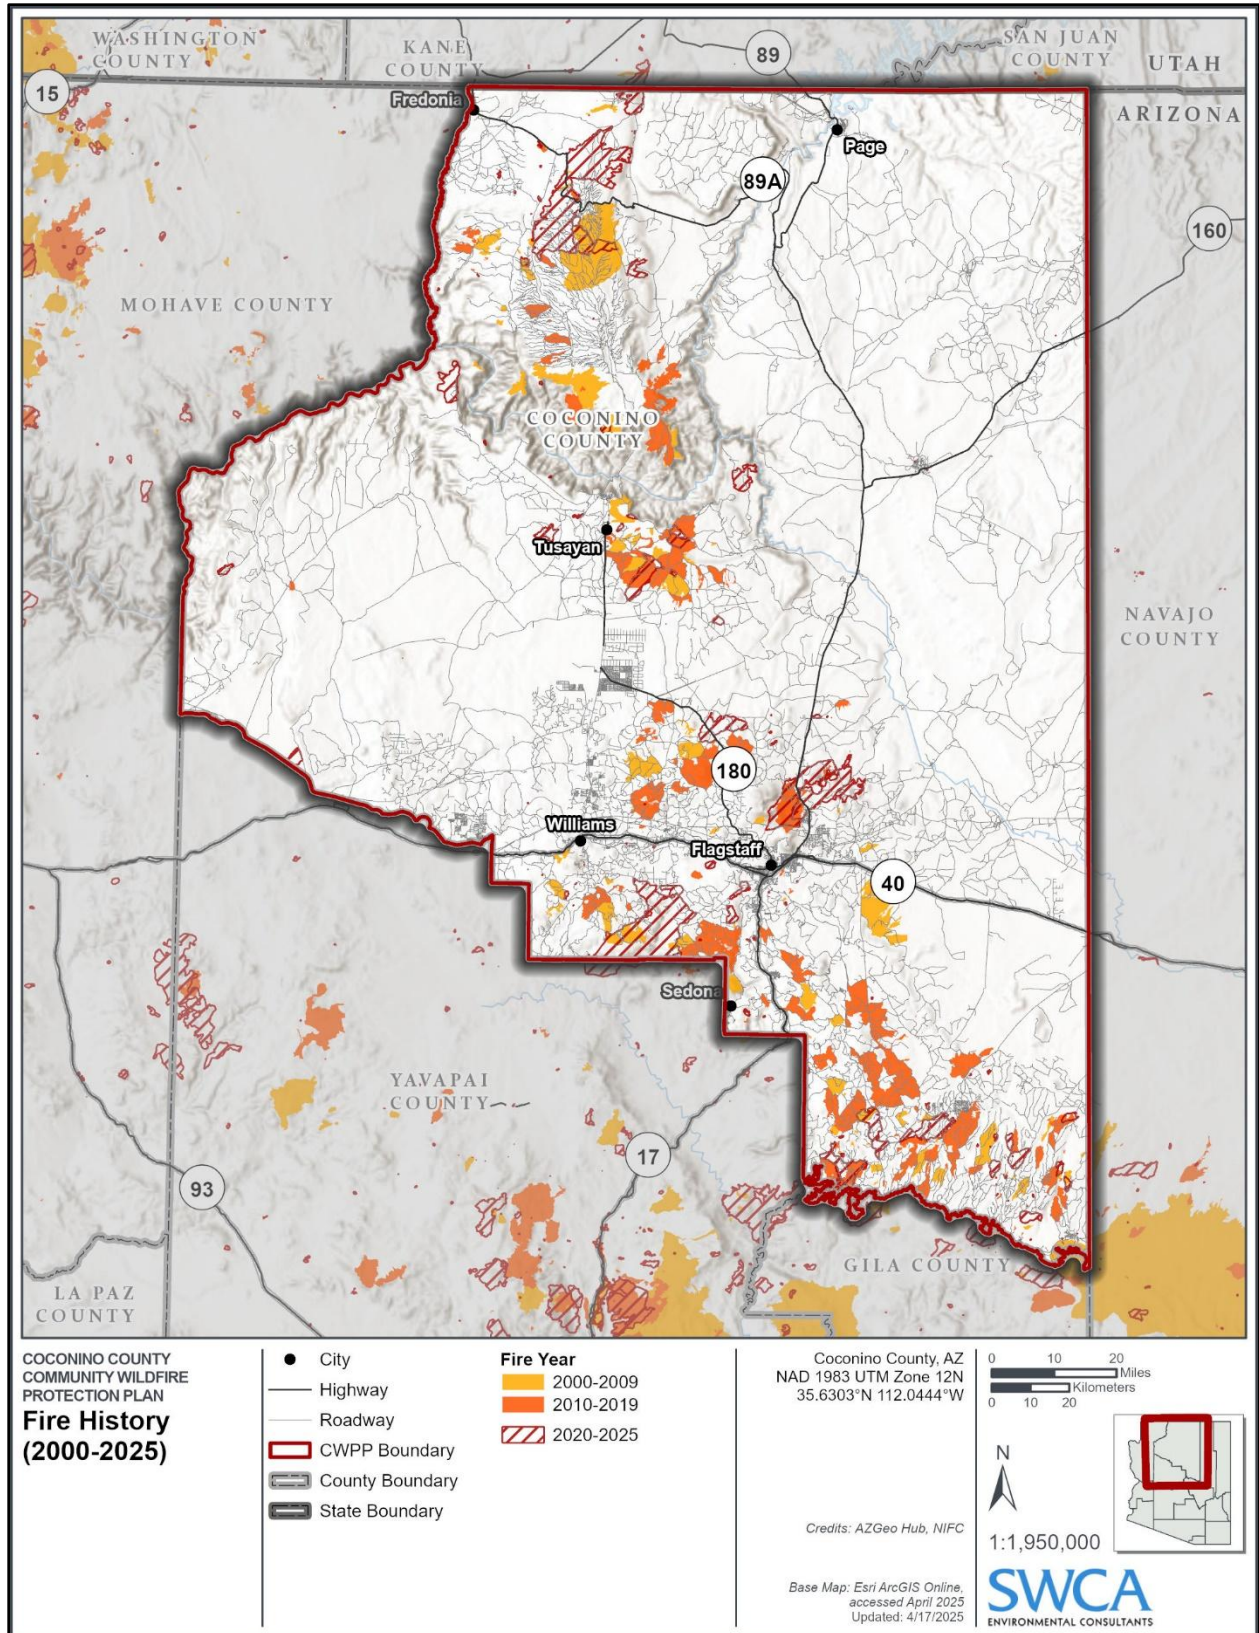 WASHINGTON
COUNTY
KANE
COUNTY
89
SAN JUAN
COUNTY
UTAH
15
Fredonia
ARIZONA
Page
89A
160
MOHAVE COUNTY
COCONINO
COUNTY
Tusayan
NAVAJO
COUNTY
180
Williams
Flagstaff
40
Sedona
YAVAPAI
COUNTY
17
93
GILA COUNTY
LA PAZ
COUNTY
COCONINO COUNTY
COMMUNITY WILDFIRE
PROTECTION PLAN
Fire History
(2000-2025)
City
Highway
Roadway
CWPP Boundary
County Boundary
State Boundary
Fire Year
2000-2009
2010-2019
2020-2025
Coconino County, AZ
NAD 1983 UTM Zone 12N
35.6303°N 112.0444°W
Credits: AZGeo Hub, NIFC
Base Map: Esri ArcGIS Online,
accessed April 2025
Updated: 4/17/2025
0 10 20
Miles
Kilometers
0 10 20
N
1:1,950,000
SWCA
ENVIRONMENTAL CONSULTANTS